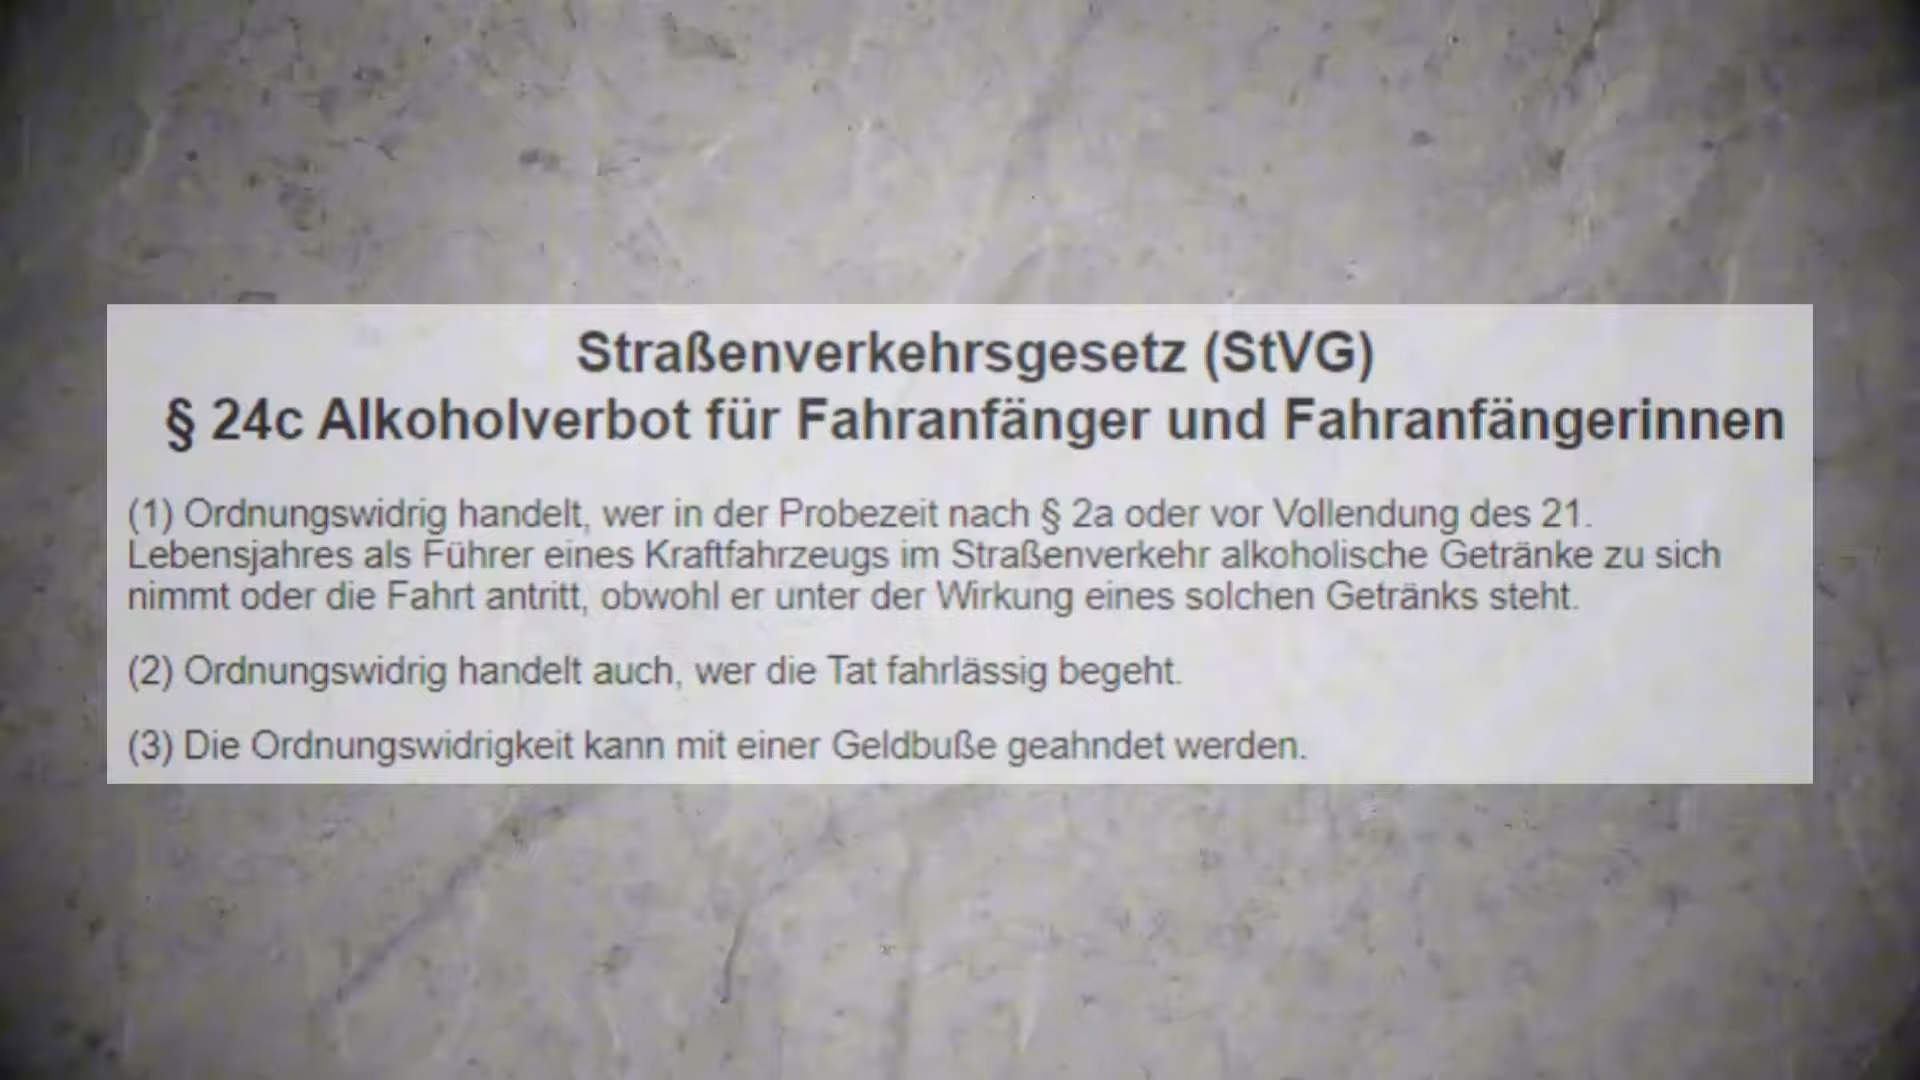 Straßenverkehrsgesetz (StVG)
§ 24c Alkoholverbot für Fahranfänger und Fahranfängerinnen
(1) Ordnungswidrig handelt, wer in der Probezeit nach § 2a oder vor Vollendung des 21.
Lebensjahres als Führer eines Kraftfahrzeugs im Straßenverkehr alkoholische Getränke zu sich
nimmt oder die Fahrt antritt, obwohl er unter der Wirkung eines solchen Getränks steht.
(2) Ordnungswidrig handelt auch, wer die Tat fahrlässig begeht.
(3) Die Ordnungswidrigkeit kann mit einer Geldbuße geahndet werden.